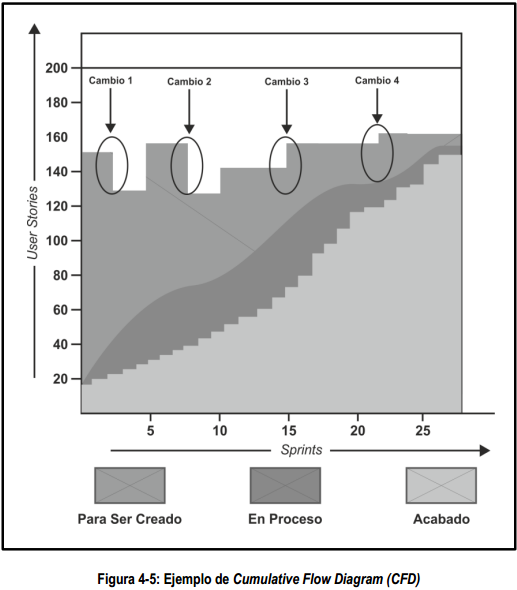 200
Cambio 1 Cambio 2 Cambio 3 Cambio 4
180
160
140
120
100
80
60
40
20
User Stories
5 10 15 20 25
Sprints
Para Ser Creado En Proceso Acabado
Figura 4-5: Ejemplo de Cumulative Flow Diagram (CFD)